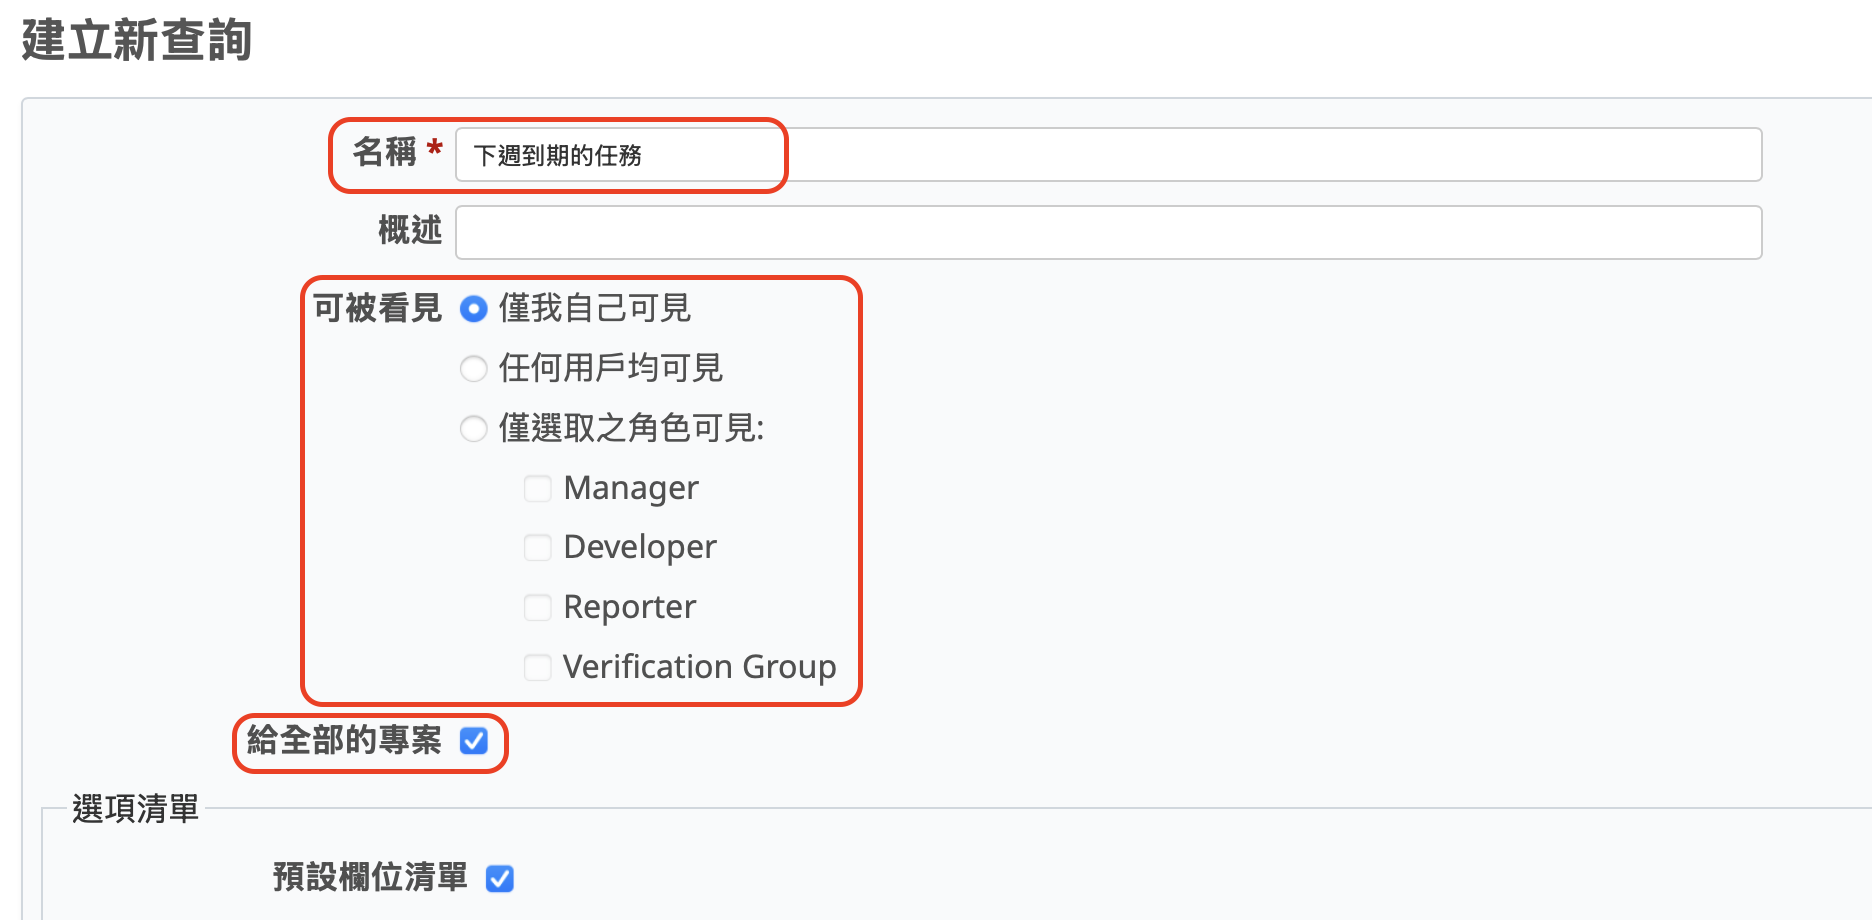 建立新查詢
名稱 * 下週到期的任務
概述
可被看見 僅我自己可見
任何用戶均可見
僅選取之角色可見:
Manager
Developer
Reporter
Verification Group
給全部的專案
選項清單
預設欄位清單